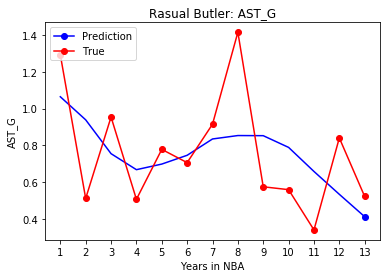 Rasual Butler: AST_G
Prediction
True
AST_G
1.4
1.2
1.0
0.8
0.6
0.4
1 2 3 4 5 6 7 8 9 10 11 12 13
Years in NBA